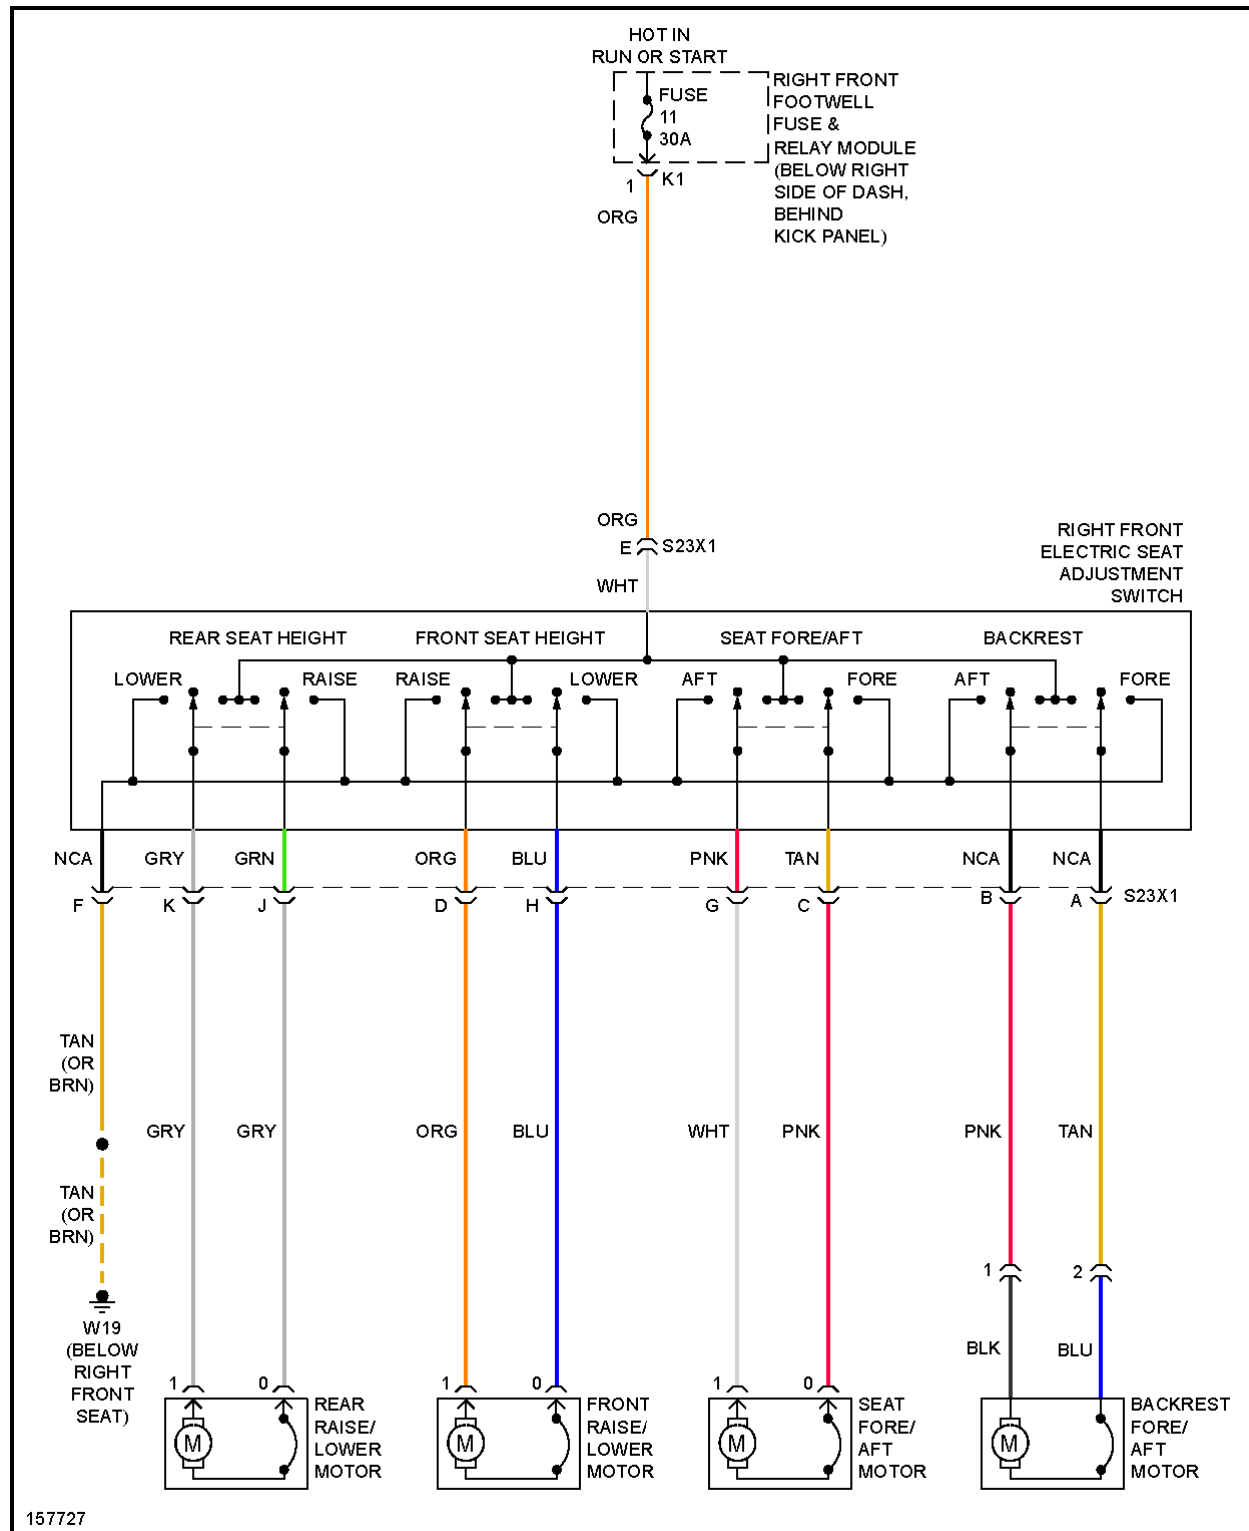 HOT IN
RUN OR START
FUSE
11
30A
RIGHT FRONT
FOOTWELL
FUSE &
RELAY MODULE
(BELOW RIGHT
SIDE OF DASH,
BEHIND
KICK PANEL)
1
K1
ORG
ORG
E
S23X1
WHT
RIGHT FRONT
ELECTRIC SEAT
ADJUSTMENT
SWITCH
REAR SEAT HEIGHT
FRONT SEAT HEIGHT
SEAT FORE/AFT
BACKREST
LOWER
RAISE
RAISE
LOWER
AFT
FORE
AFT
FORE
NCA
GRY
GRN
ORG
BLU
PNK
TAN
NCA
NCA
F
K
J
D
H
G
C
B
A
S23X1
TAN
(OR
BRN)
GRY
GRY
ORG
BLU
WHT
PNK
PNK
TAN
TAN
(OR
BRN)
1
2
W19
(BELOW
RIGHT
FRONT
SEAT)
BLK
BLU
1
0
1
0
1
0
M
REAR
RAISE/
LOWER
MOTOR
M
FRONT
RAISE/
LOWER
MOTOR
M
SEAT
FORE/
AFT
MOTOR
M
BACKREST
FORE/
AFT
MOTOR
157727